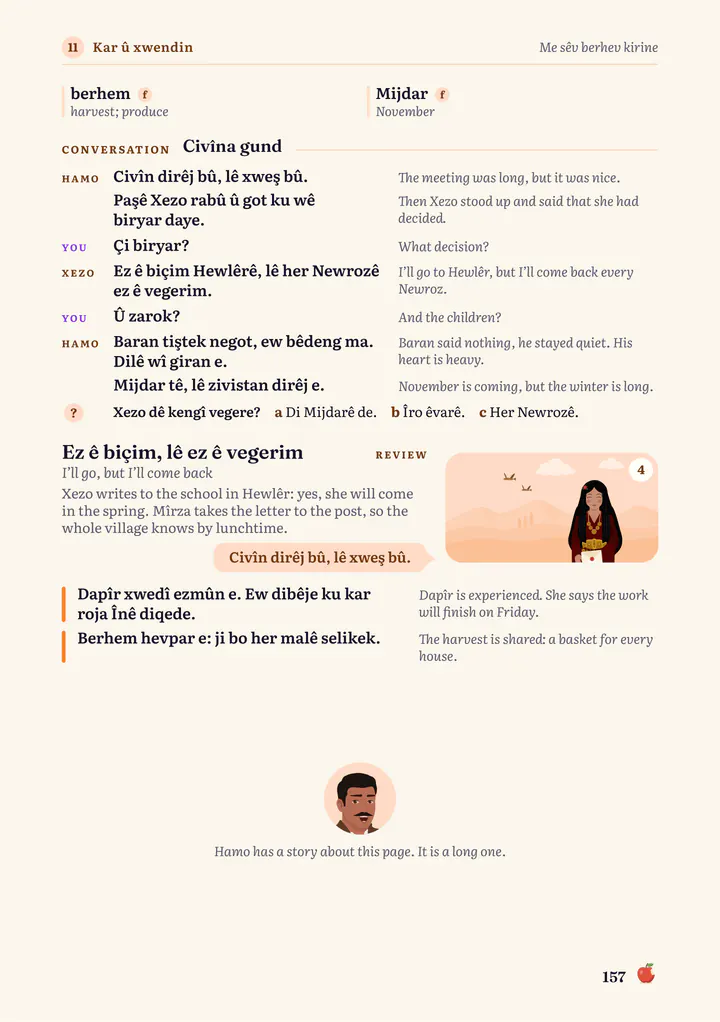 11 Kar û xwendin
Me sêv berhev kirine
berhem f
harvest; produce
Mijdar f
November
CONVERSATION Civîna gund
HAMO Civîn dirêj bû, lê xweş bû.
The meeting was long, but it was nice.
Paşê Xezo rabû û got ku wê
biryar daye.
Then Xezo stood up and said that she had
decided.
YOU Çi biryar?
What decision?
XEZO Ez ê biçim Hewlêrê, lê her Newrozê
ez ê vegerim.
I'll go to Hewlêr, but I'll come back every
Newroz.
YOU Û zarok?
And the children?
HAMO Baran tiştek negot, ew bêdeng ma.
Dilê wî giran e.
Baran said nothing, he stayed quiet. His
heart is heavy.
Mijdar tê, lê zivistan dirêj e.
November is coming, but the winter is long.
? Xezo dê kengî vegere? a Di Mijdarê de. b Îro êvarê. c Her Newrozê.
Ez ê biçim, lê ez ê vegerim
REVIEW
I'll go, but I'll come back
Xezo writes to the school in Hewlêr: yes, she will come
in the spring. Mîrza takes the letter to the post, so the
whole village knows by lunchtime.
4
Civîn dirêj bû, lê xweş bû.
Dapîr xwedî ezmûn e. Ew dibêje ku kar
roja Înê diqede.
Dapîr is experienced. She says the work
will finish on Friday.
Berhem hevpar e: ji bo her malê selikek.
The harvest is shared: a basket for every
house.
Hamo has a story about this page. It is a long one.
157